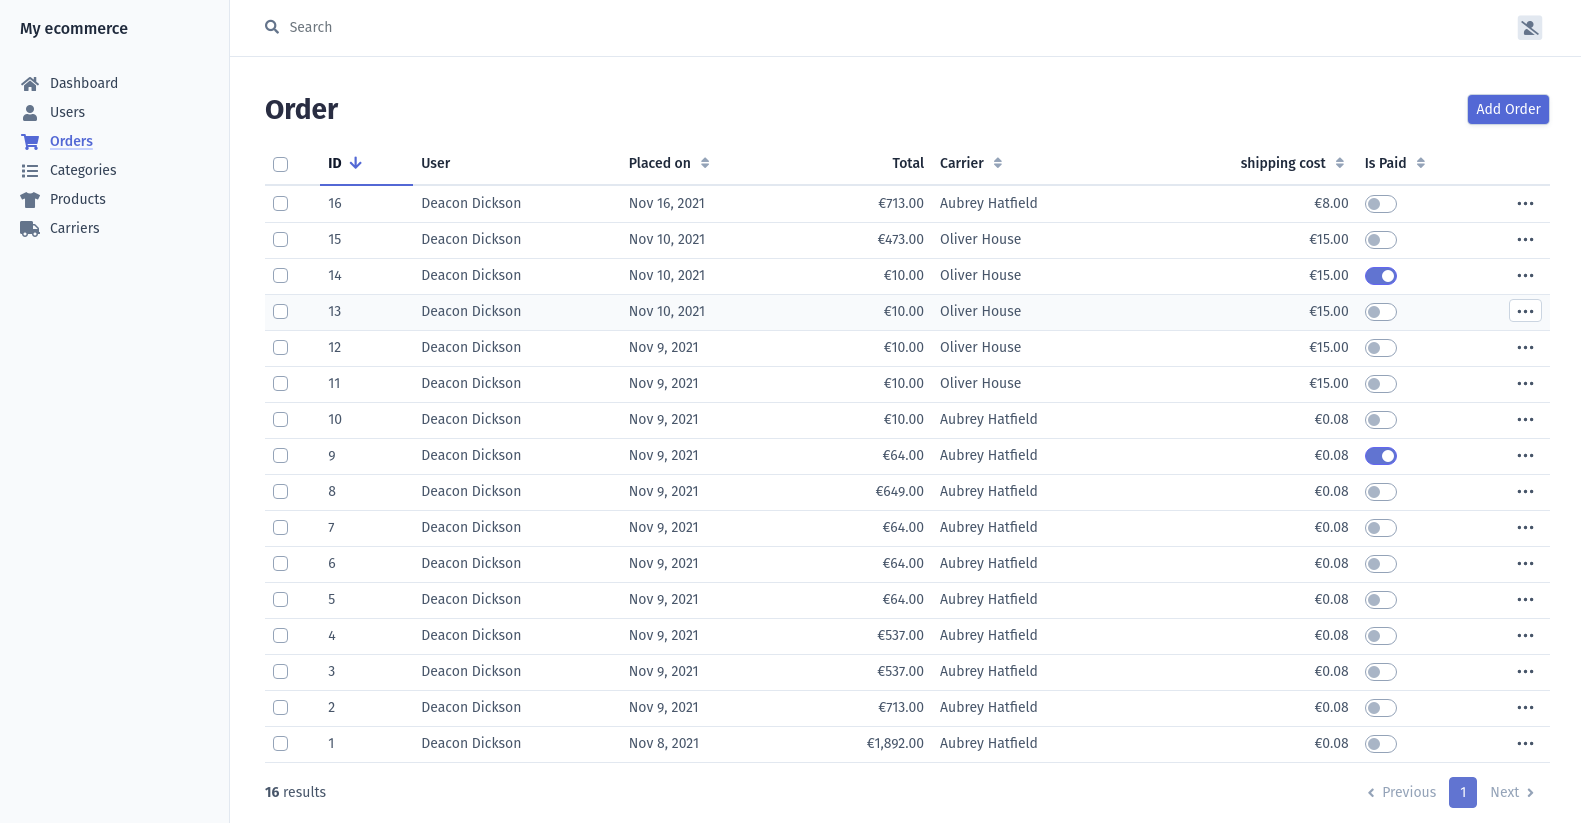 My ecommerce
Search
Dashboard
Users
Orders
Categories
Products
Carriers
Order
Add Order
ID User Placed on Total Carrier shipping cost Is Paid
16 Deacon Dickson Nov 16, 2021 €713.00 Aubrey Hatfield €8.00
15 Deacon Dickson Nov 10, 2021 €473.00 Oliver House €15.00
14 Deacon Dickson Nov 10, 2021 €10.00 Oliver House €15.00
13 Deacon Dickson Nov 10, 2021 €10.00 Oliver House €15.00
12 Deacon Dickson Nov 9, 2021 €10.00 Oliver House €15.00
11 Deacon Dickson Nov 9, 2021 €10.00 Oliver House €15.00
10 Deacon Dickson Nov 9, 2021 €10.00 Aubrey Hatfield €0.08
9 Deacon Dickson Nov 9, 2021 €64.00 Aubrey Hatfield €0.08
8 Deacon Dickson Nov 9, 2021 €649.00 Aubrey Hatfield €0.08
7 Deacon Dickson Nov 9, 2021 €64.00 Aubrey Hatfield €0.08
6 Deacon Dickson Nov 9, 2021 €64.00 Aubrey Hatfield €0.08
5 Deacon Dickson Nov 9, 2021 €64.00 Aubrey Hatfield €0.08
4 Deacon Dickson Nov 9, 2021 €537.00 Aubrey Hatfield €0.08
3 Deacon Dickson Nov 9, 2021 €537.00 Aubrey Hatfield €0.08
2 Deacon Dickson Nov 9, 2021 €713.00 Aubrey Hatfield €0.08
1 Deacon Dickson Nov 8, 2021 €1,892.00 Aubrey Hatfield €0.08
16 results
Previous 1 Next